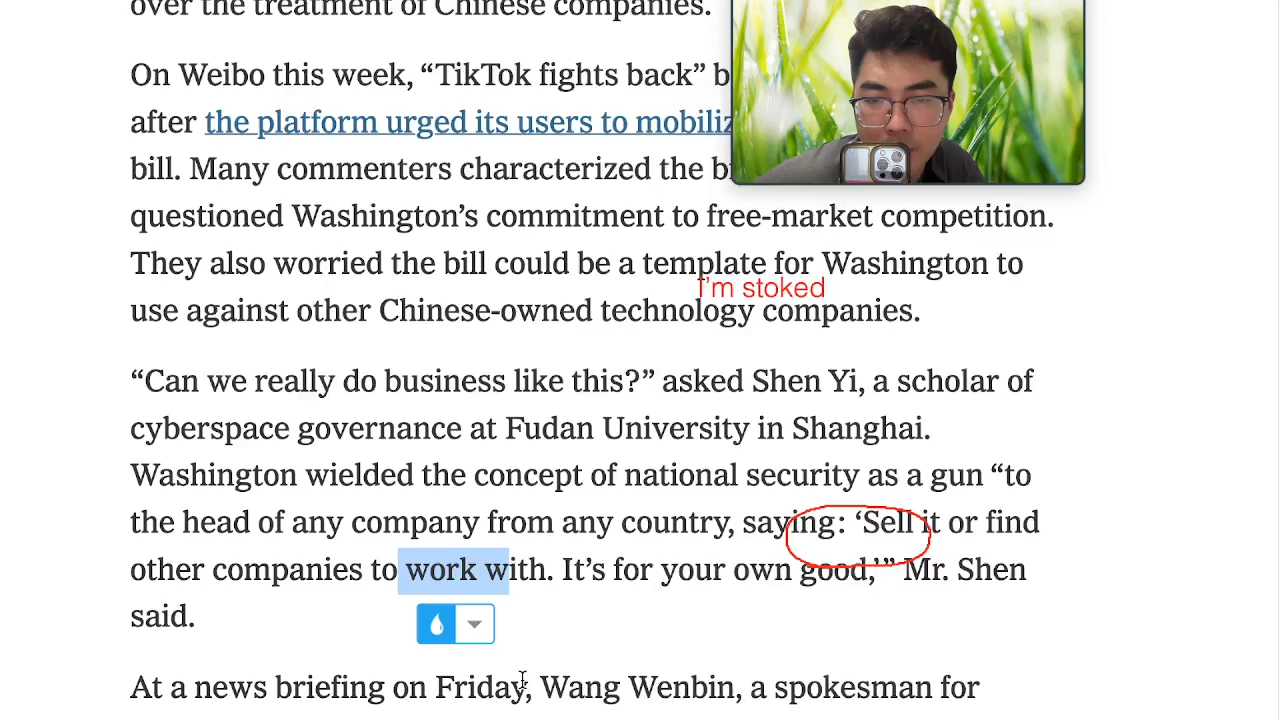 over the treatment of Chinese companies.
On Weibo this week, “TikTok fights back” b
after the platform urged its users to mobiliz
bill. Many commenters characterized the b
questioned Washington’s commitment to free-market competition.
They also worried the bill could be a template for Washington to
I’m stoked
use against other Chinese-owned technology companies.
“Can we really do business like this?” asked Shen Yi, a scholar of
cyberspace governance at Fudan University in Shanghai.
Washington wielded the concept of national security as a gun “to
the head of any company from any country, saying: ‘Sell it or find
other companies to work with. It’s for your own good,’” Mr. Shen
said.
At a news briefing on Friday, Wang Wenbin, a spokesman for